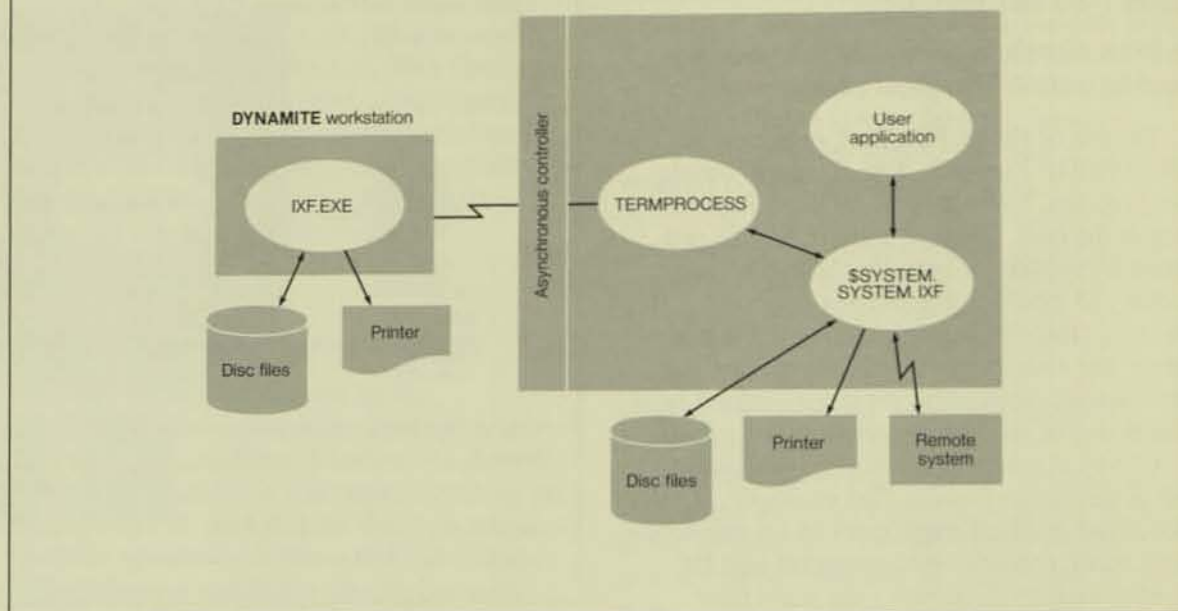 DYNAMITE workstation
IXF.EXE
Disc files
Printer
Asynchronous controller
TERMPROCESS
User
application
$SYSTEM.
SYSTEM.IXF
Disc files
Printer
Remote
system